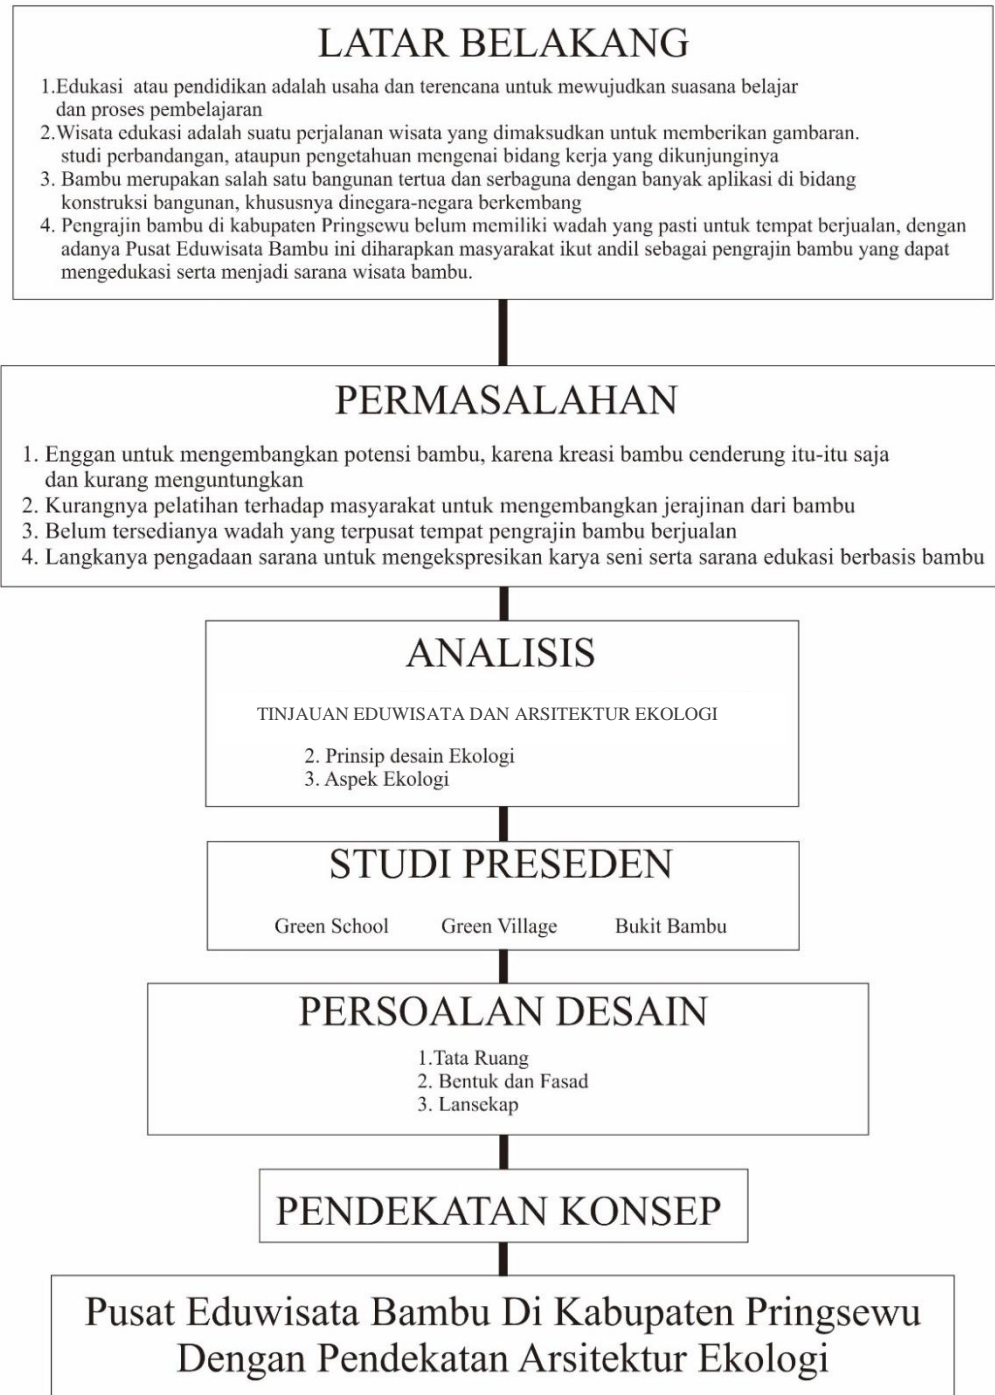 LATAR BELAKANG
1.Edukasi atau pendidikan adalah usaha dan terencana untuk mewujudkan suasana belajar
dan proses pembelajaran
2.Wisata edukasi adalah suatu perjalanan wisata yang dimaksudkan untuk memberikan gambaran.
studi perbandangan, ataupun pengetahuan mengenai bidang kerja yang dikunjunginya
3. Bambu merupakan salah satu bangunan tertua dan serbaguna dengan banyak aplikasi di bidang
konstruksi bangunan, khususnya dinegara-negara berkembang
4. Pengrajin bambu di kabupaten Pringsewu belum memiliki wadah yang pasti untuk tempat berjualan, dengan
adanya Pusat Eduwisata Bambu ini diharapkan masyarakat ikut andil sebagai pengrajin bambu yang dapat
mengedukasi serta menjadi sarana wisata bambu.
PERMASALAHAN
1. Enggan untuk mengembangkan potensi bambu, karena kreasi bambu cenderung itu-itu saja
dan kurang menguntungkan
2. Kurangnya pelatihan terhadap masyarakat untuk mengembangkan jerajinan dari bambu
3. Belum tersedianya wadah yang terpusat tempat pengrajin bambu berjualan
4. Langkanya pengadaan sarana untuk mengekspresikan karya seni serta sarana edukasi berbasis bambu
ANALISIS
TINJAUAN EDUWISATA DAN ARSITEKTUR EKOLOGI
2. Prinsip desain Ekologi
3. Aspek Ekologi
STUDI PRESEDEN
Green School Green Village Bukit Bambu
PERSOALAN DESAIN
1.Tata Ruang
2. Bentuk dan Fasad
3. Lansekap
PENDEKATAN KONSEP
Pusat Eduwisata Bambu Di Kabupaten Pringsewu
Dengan Pendekatan Arsitektur Ekologi